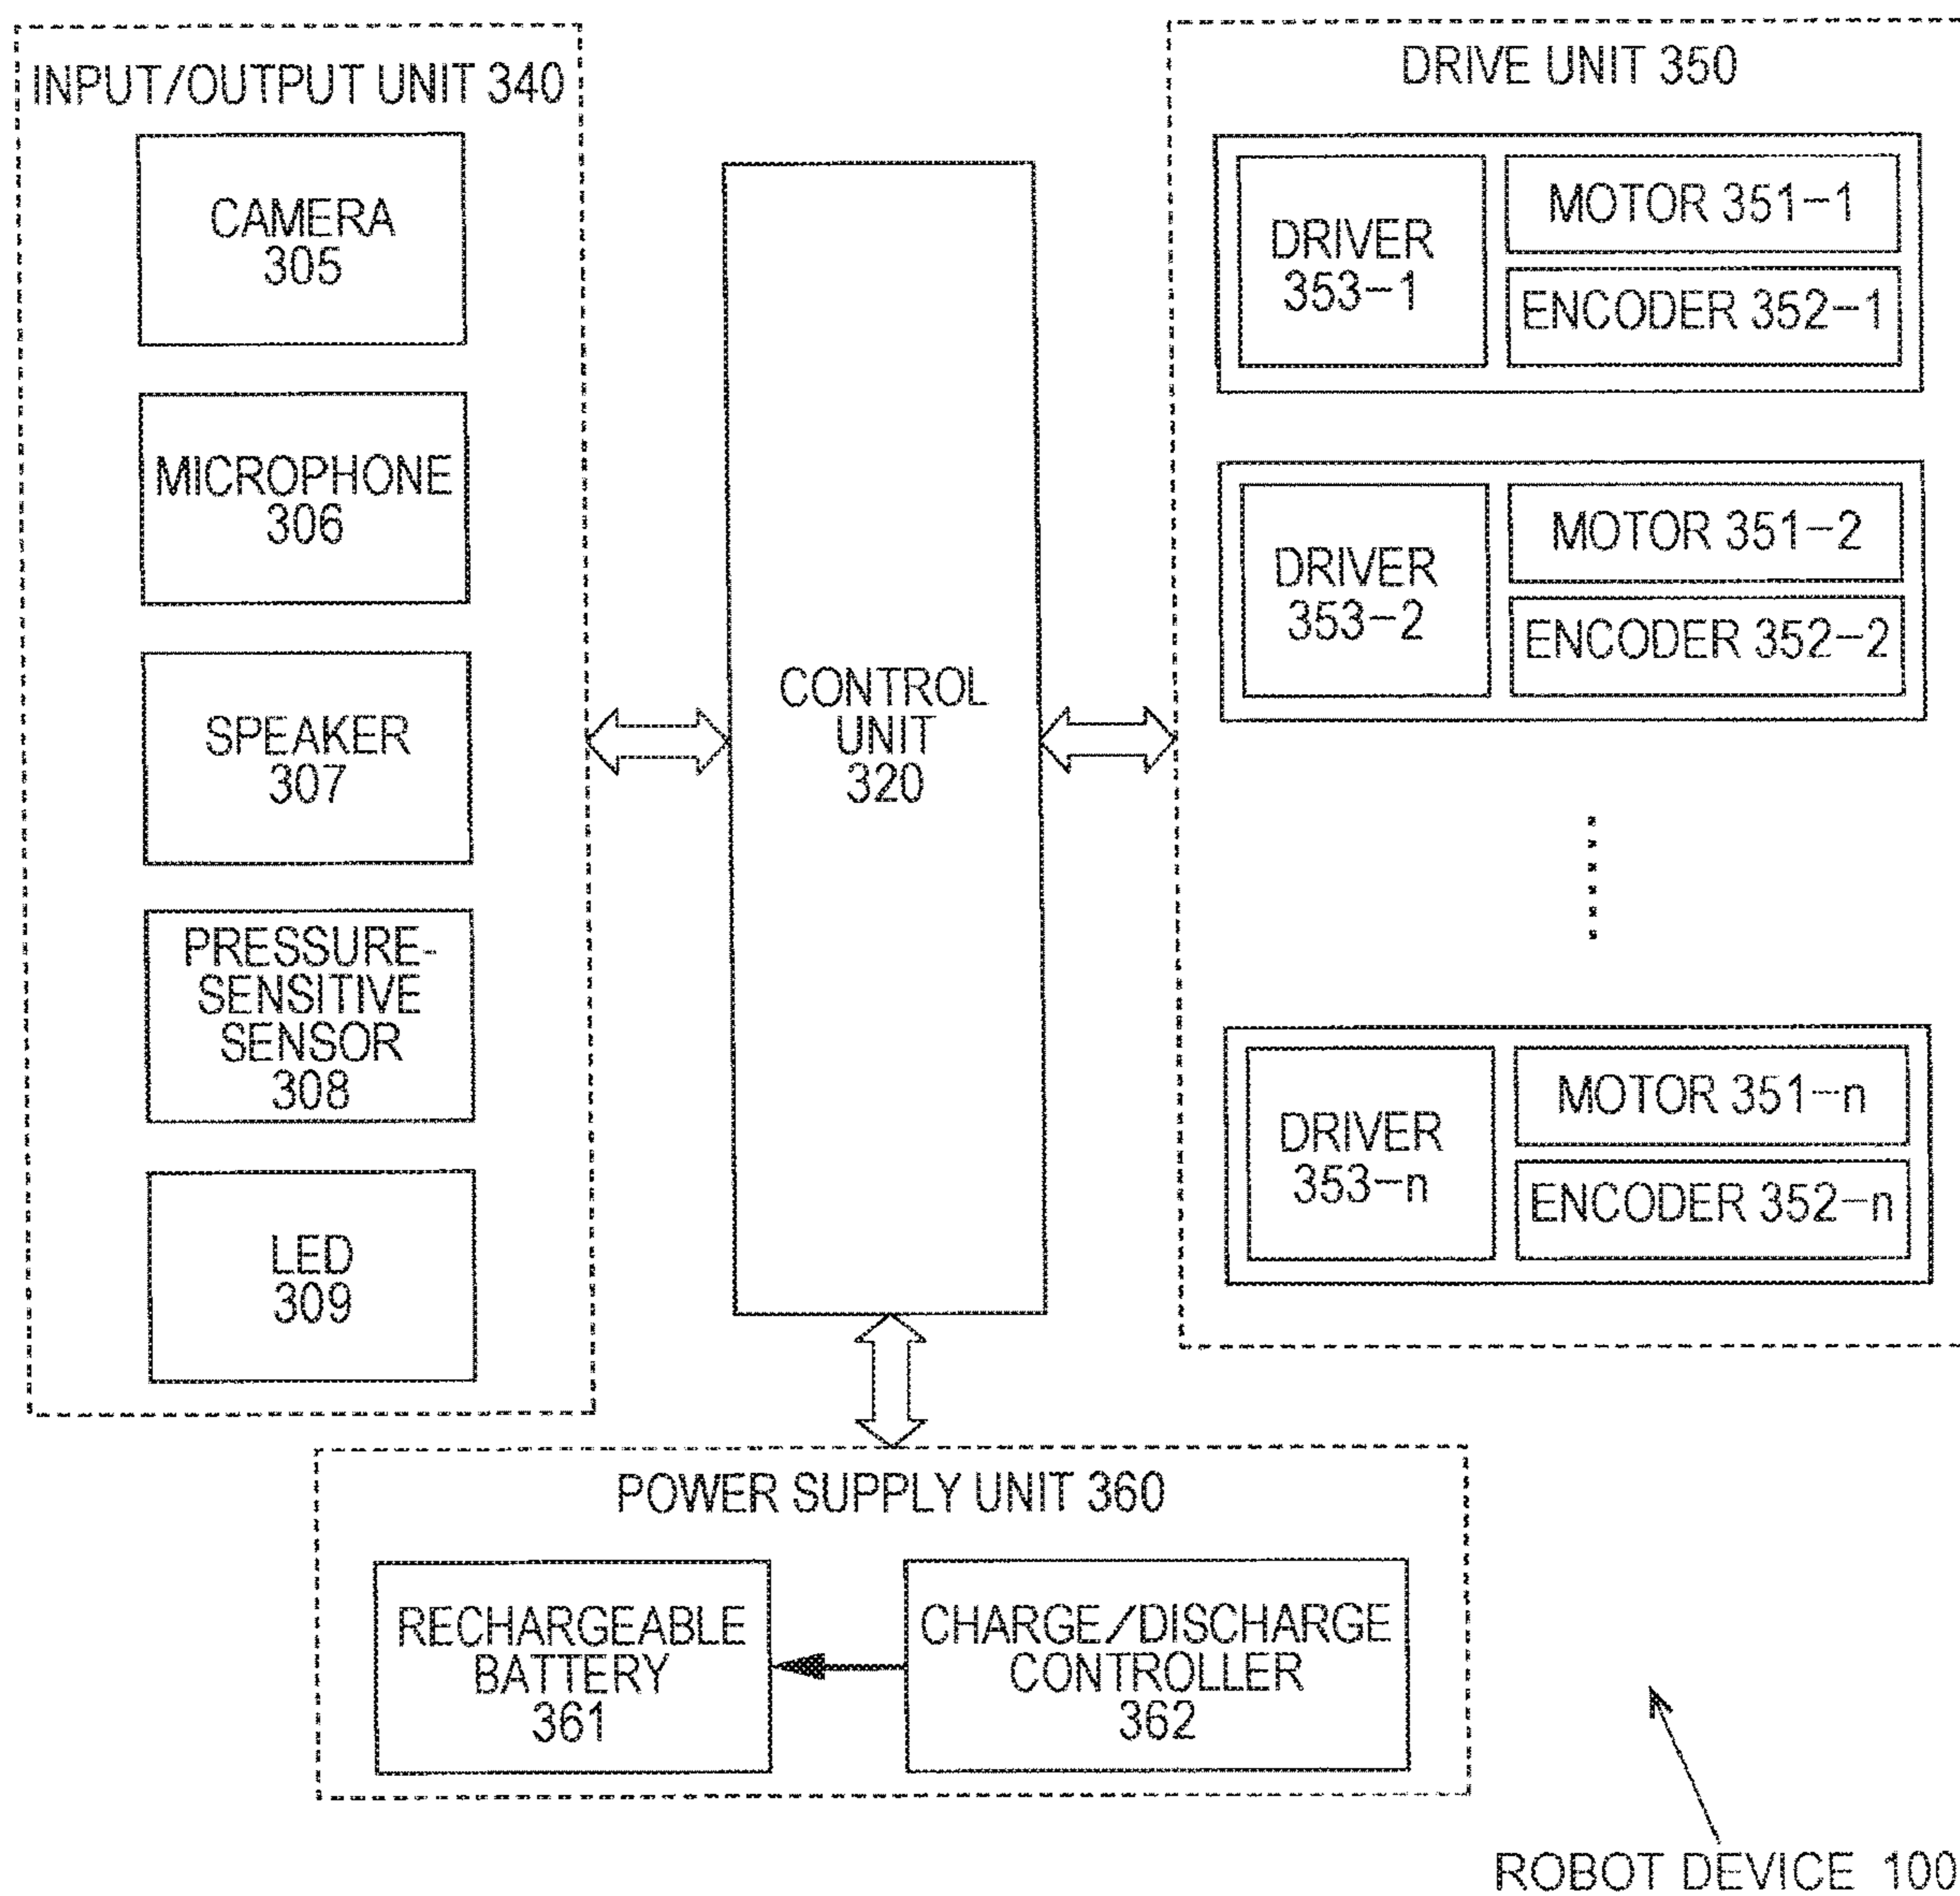 INPUT/OUTPUT UNIT 340
CAMERA
305
MICROPHONE
306
SPEAKER
307
PRESSURE-
SENSITIVE
SENSOR
308
LED
309
CONTROL
UNIT
320
DRIVE UNIT 350
DRIVER
353-1
MOTOR 351-1
ENCODER 352-1
DRIVER
353-2
MOTOR 351-2
ENCODER 352-2
DRIVER
353-n
MOTOR 351-n
ENCODER 352-n
POWER SUPPLY UNIT 360
RECHARGEABLE
BATTERY
361
CHARGE/DISCHARGE
CONTROLLER
362
ROBOT DEVICE 100